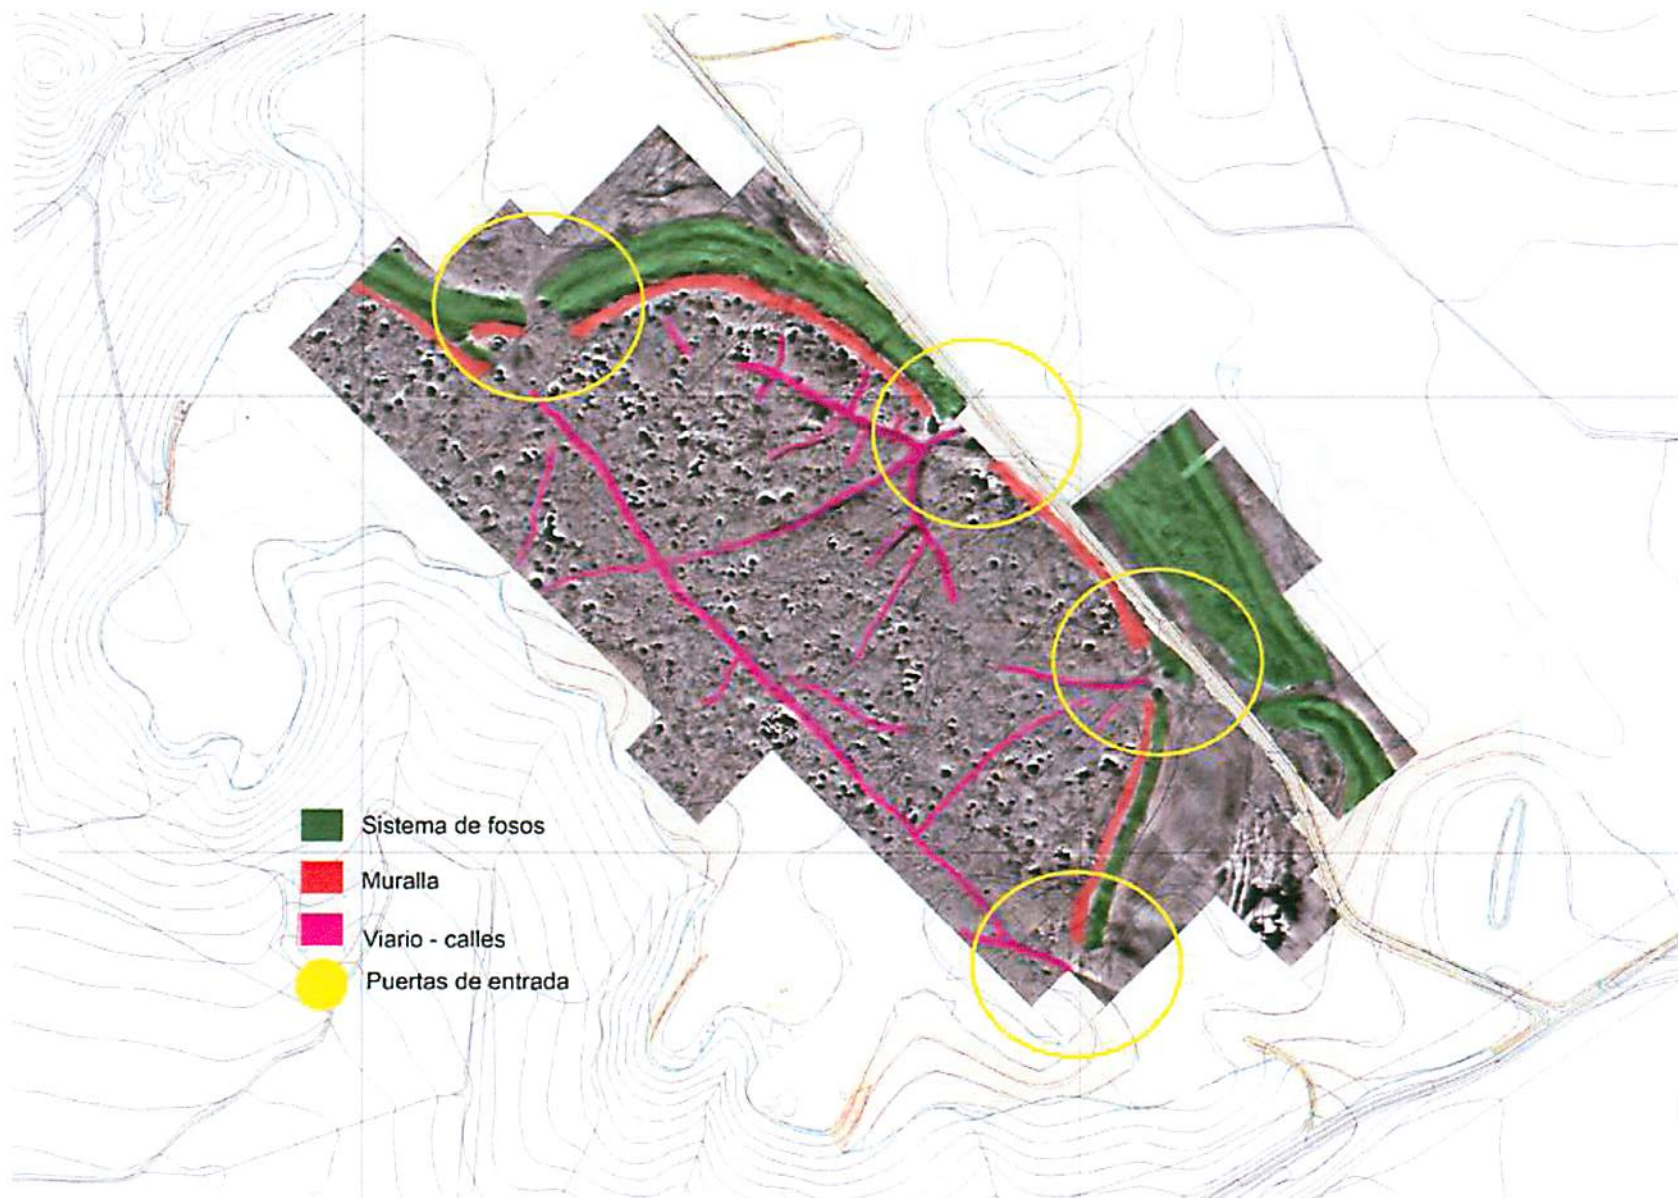 Sistema de fosos
Muralla
Viario - calles
Puertas de entrada